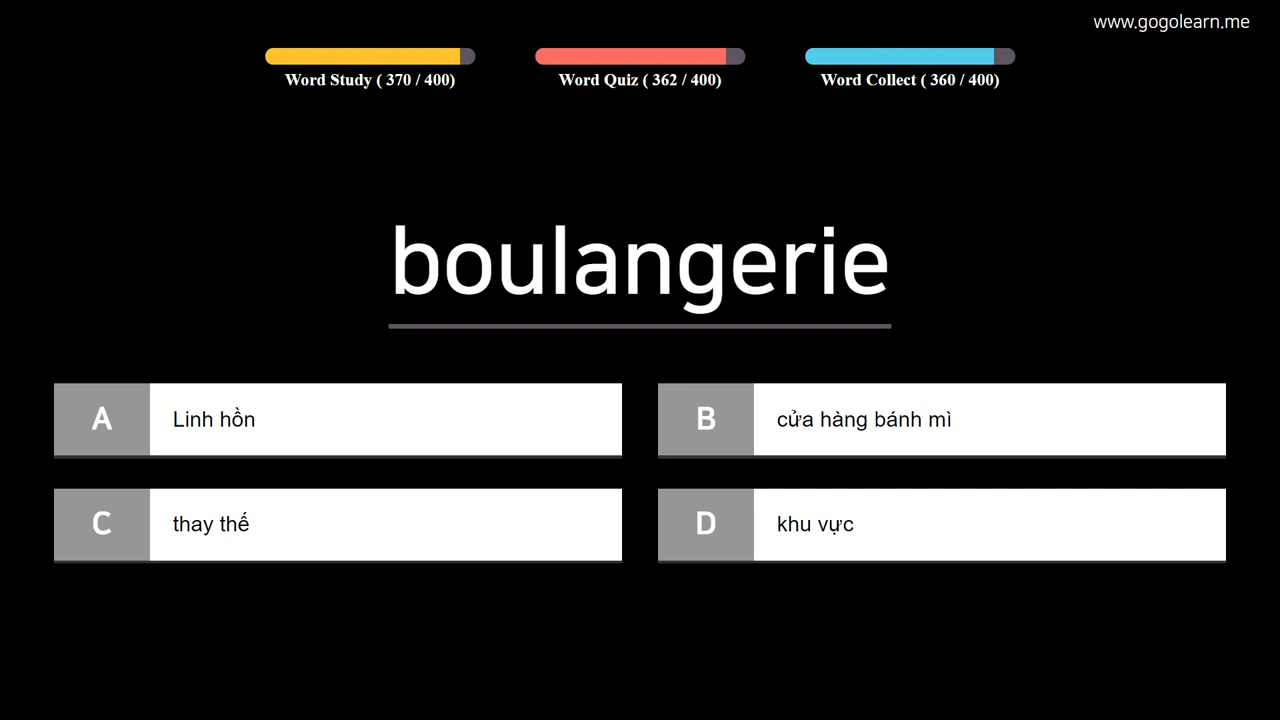 www.gogolearn.me
Word Study ( 370 / 400)
Word Quiz ( 362 / 400)
Word Collect ( 360 / 400)
boulangerie
A Linh hồn
B cửa hàng bánh mì
C thay thế
D khu vực